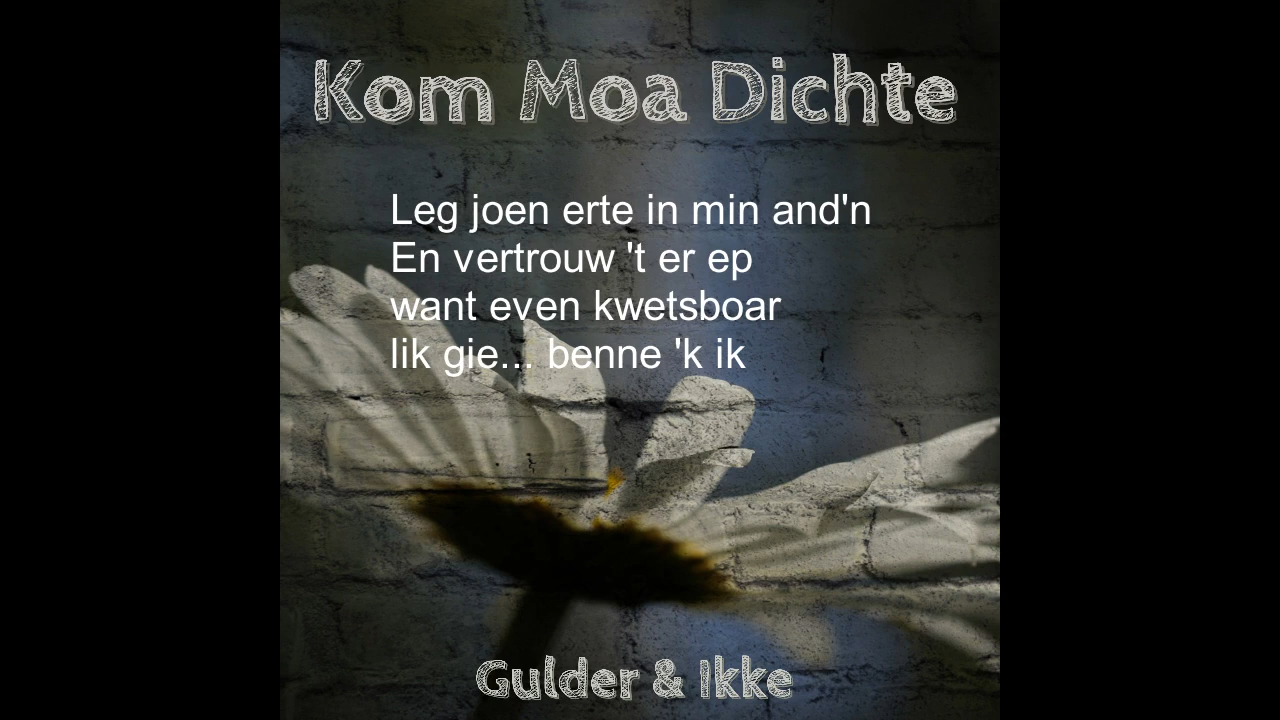 Kom Moa Dichte
Leg joen erte in min and'n
En vertrouw 't er ep
want even kwetsboar
lik gie... benne 'k ik
Gulder & Ikke